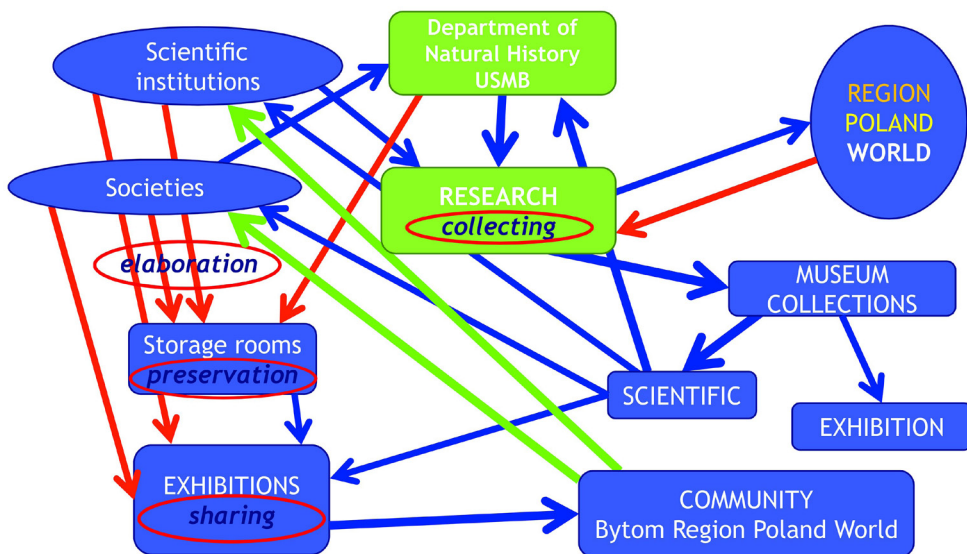 Scientific
institutions
Department of
Natural History
USMB
REGION
POLAND
WORLD
Societies
RESEARCH
collecting
elaboration
MUSEUM
COLLECTIONS
Storage rooms
preservation
SCIENTIFIC
EXHIBITION
EXHIBITIONS
sharing
COMMUNITY
Bytom Region Poland World